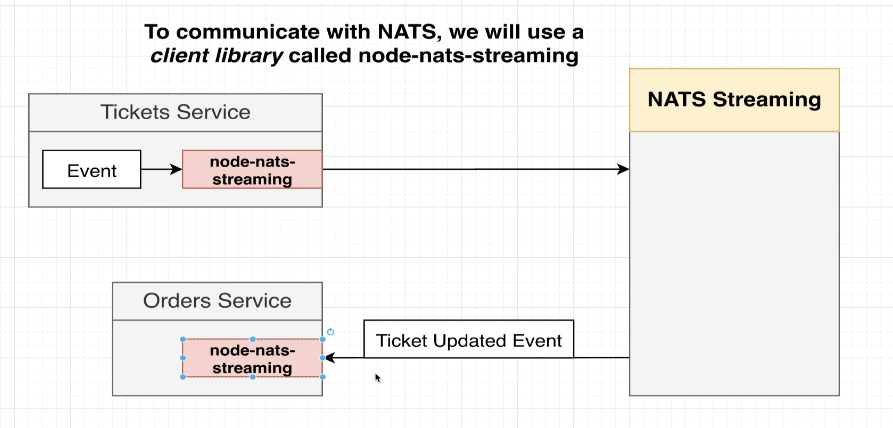 To communicate with NATS, we will use a
client library called node-nats-streaming
NATS Streaming
Tickets Service
Event
node-nats-
streaming
Orders Service
node-nats-
streaming
Ticket Updated Event